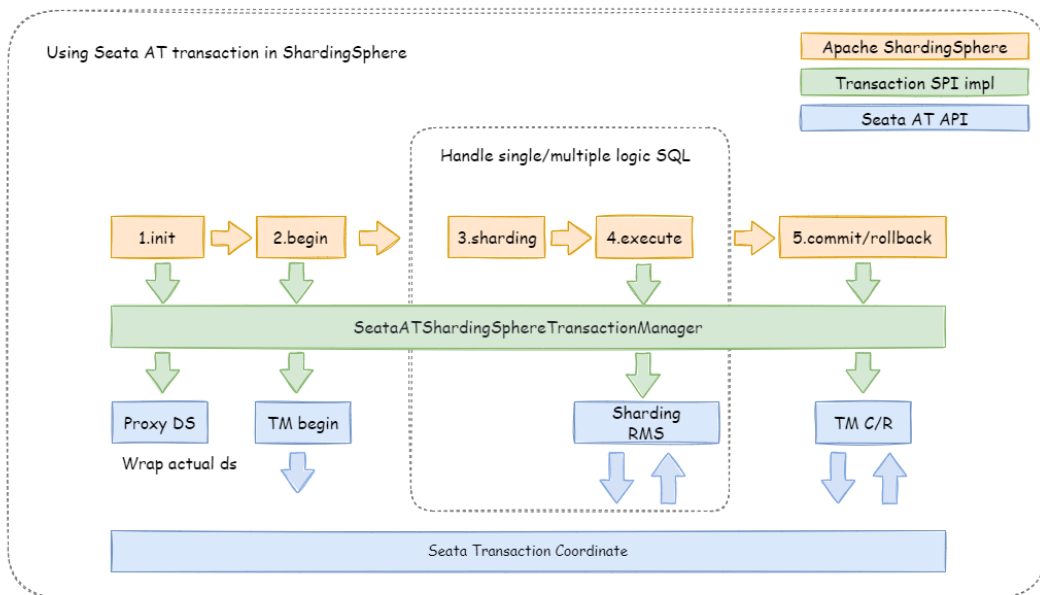 Using Seata AT transaction in ShardingSphere
Apache ShardingSphere
Transaction SPI impl
Seata AT API
Handle single/multiple logic SQL
1.init
2.begin
3.sharding
4.execute
5.commit/rollback
SeataATShardingSphereTransactionManager
Proxy DS
TM begin
Sharding
RMS
TM C/R
Wrap actual ds
Seata Transaction Coordinate